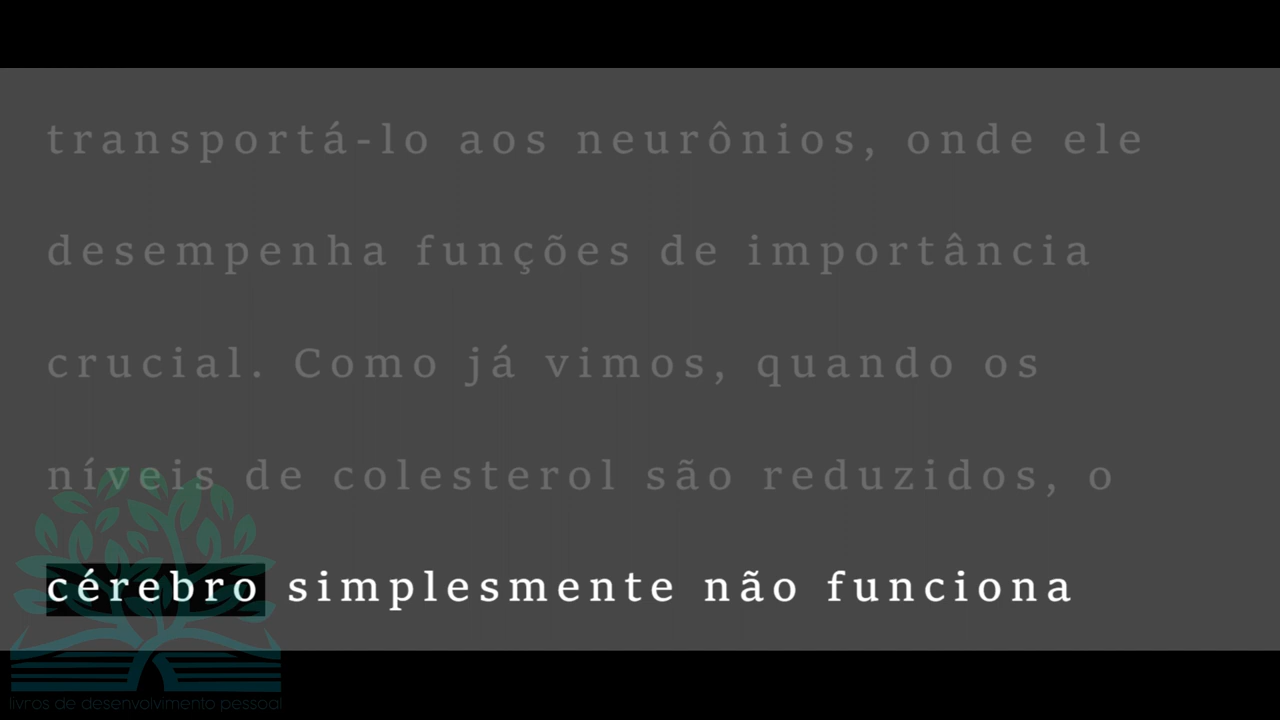 transportá-lo aos neurônios, onde ele
desempenha funções de importância
crucial. Como já vimos, quando os
níveis de colesterol são reduzidos, o
cérebro simplesmente não funciona
livros de desenvolvimento pessoal